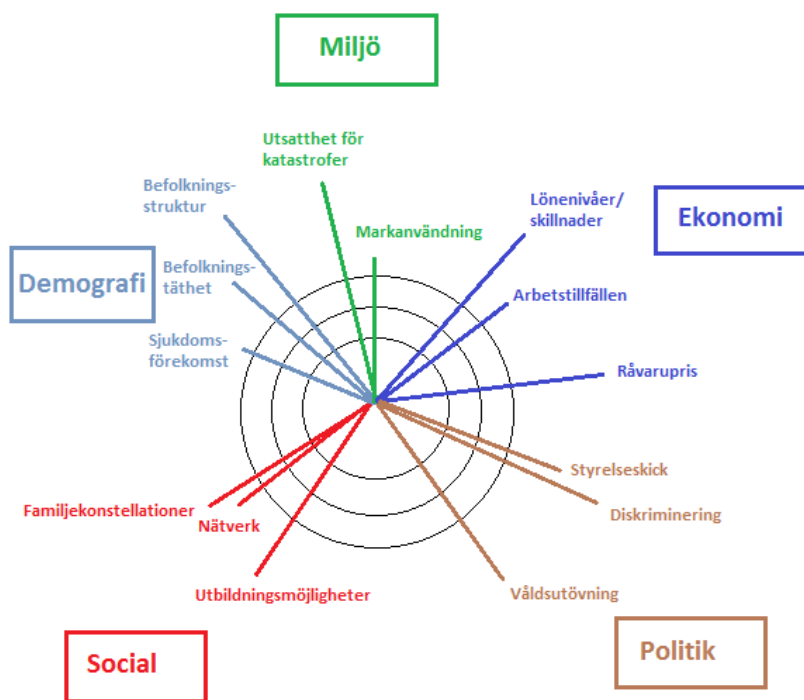 Miljö
Utsatthet för
katastrofer
Befolknings-
struktur
Lönenivåer/
skillnader
Ekonomi
Markanvändning
Demografi
Befolknings-
täthet
Arbetstillfällen
Sjukdoms-
förekomst
Råvarupris
Styrelseskick
Familjekonstellationer
Nätverk
Diskriminering
Utbildningsmöjligheter
Våldsutövning
Social
Politik